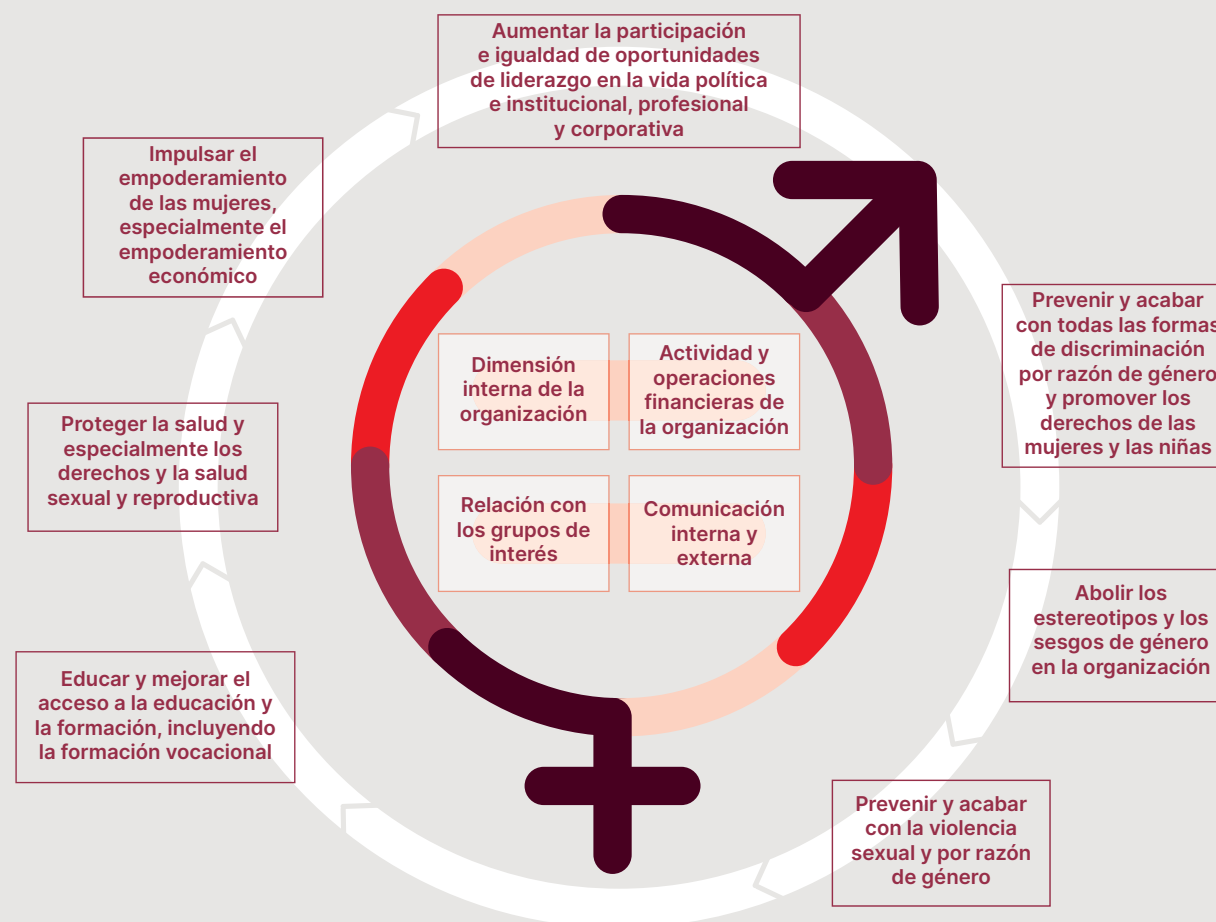 Aumentar la participación
e igualdad de oportunidades
de liderazgo en la vida política
e institucional, profesional
y corporativa
Impulsar el
empoderamiento
de las mujeres,
especialmente el
empoderamiento
económico
Prevenir y acabar
con todas las formas
de discriminación
por razón de género
y promover los
derechos de las
mujeres y las niñas
Dimensión
interna de la
organización
Actividad y
operaciones
financieras de
la organización
Proteger la salud y
especialmente los
derechos y la salud
sexual y reproductiva
Relación con
los grupos de
interés
Comunicación
interna y
externa
Abolir los
estereotipos y los
sesgos de género
en la organización
Educar y mejorar el
acceso a la educación y
la formación, incluyendo
la formación vocacional
Prevenir y acabar
con la violencia
sexual y por razón
de género